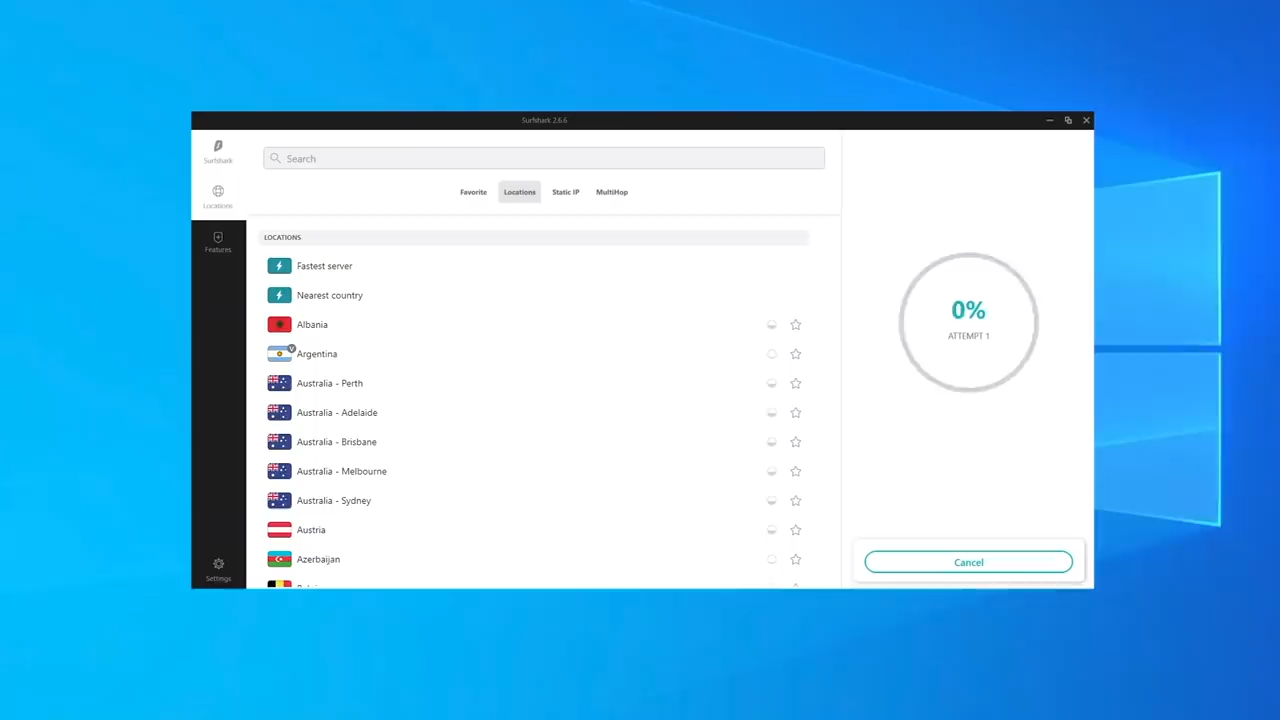 Surfshark 2.6.6
Surfshark
Locations
Features
Settings
Search
Favorite
Locations
Static IP
MultiHop
LOCATIONS
Fastest server
Nearest country
Albania
V
Argentina
Australia - Perth
Australia - Adelaide
Australia - Brisbane
Australia - Melbourne
Australia - Sydney
Austria
Azerbaijan
0%
ATTEMPT 1
Cancel